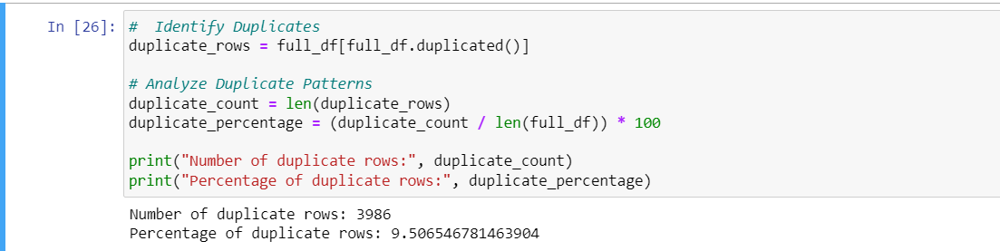 In [26]: #  Identify Duplicates
duplicate_rows = full_df[full_df.duplicated()]
# Analyze Duplicate Patterns
duplicate_count = len(duplicate_rows)
duplicate_percentage = (duplicate_count / len(full_df)) * 100
print("Number of duplicate rows:", duplicate_count)
print("Percentage of duplicate rows:", duplicate_percentage)
Number of duplicate rows: 3986
Percentage of duplicate rows: 9.506546781463904